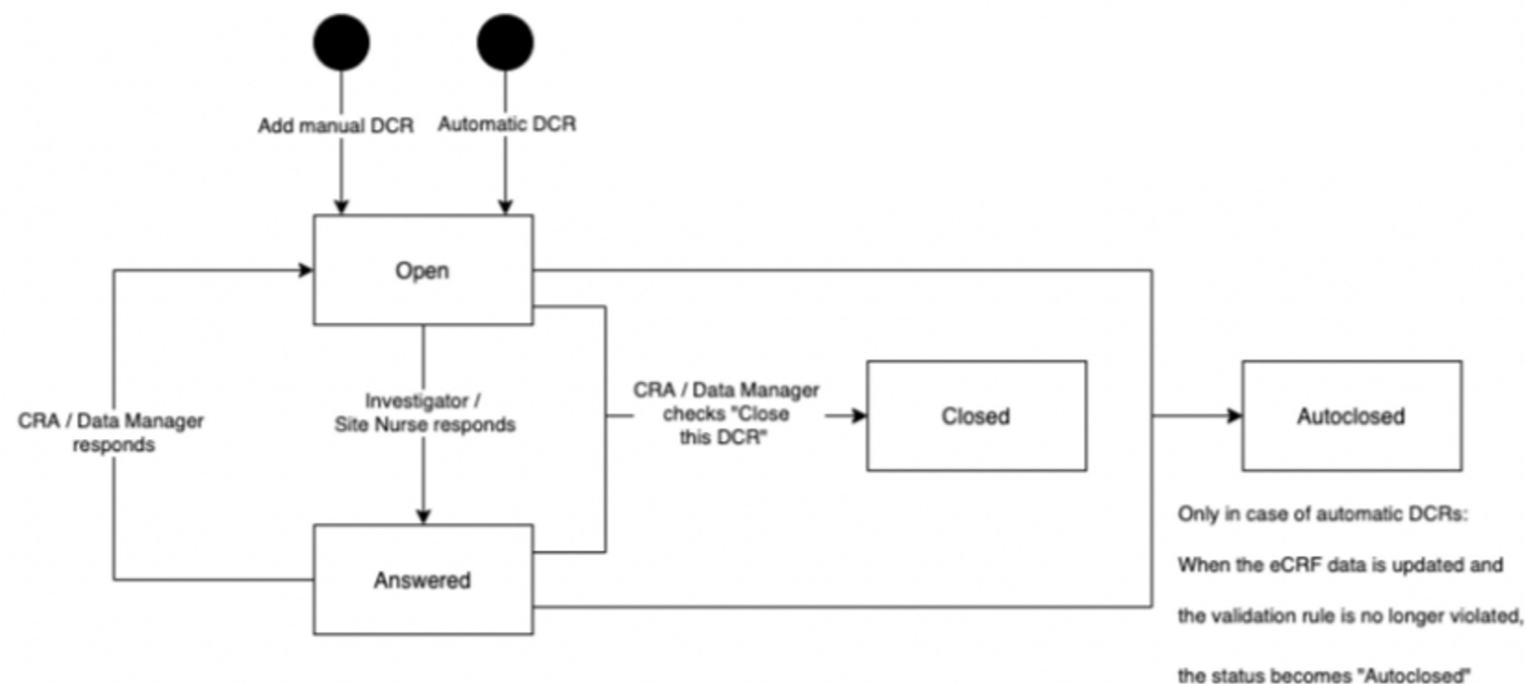 Add manual DCR
Automatic DCR
Open
CRA / Data Manager
responds
Investigator /
Site Nurse responds
CRA / Data Manager
checks "Close
this DCR"
Closed
Autoclosed
Answered
Only in case of automatic DCRs:
When the eCRF data is updated and
the validation rule is no longer violated,
the status becomes "Autoclosed"